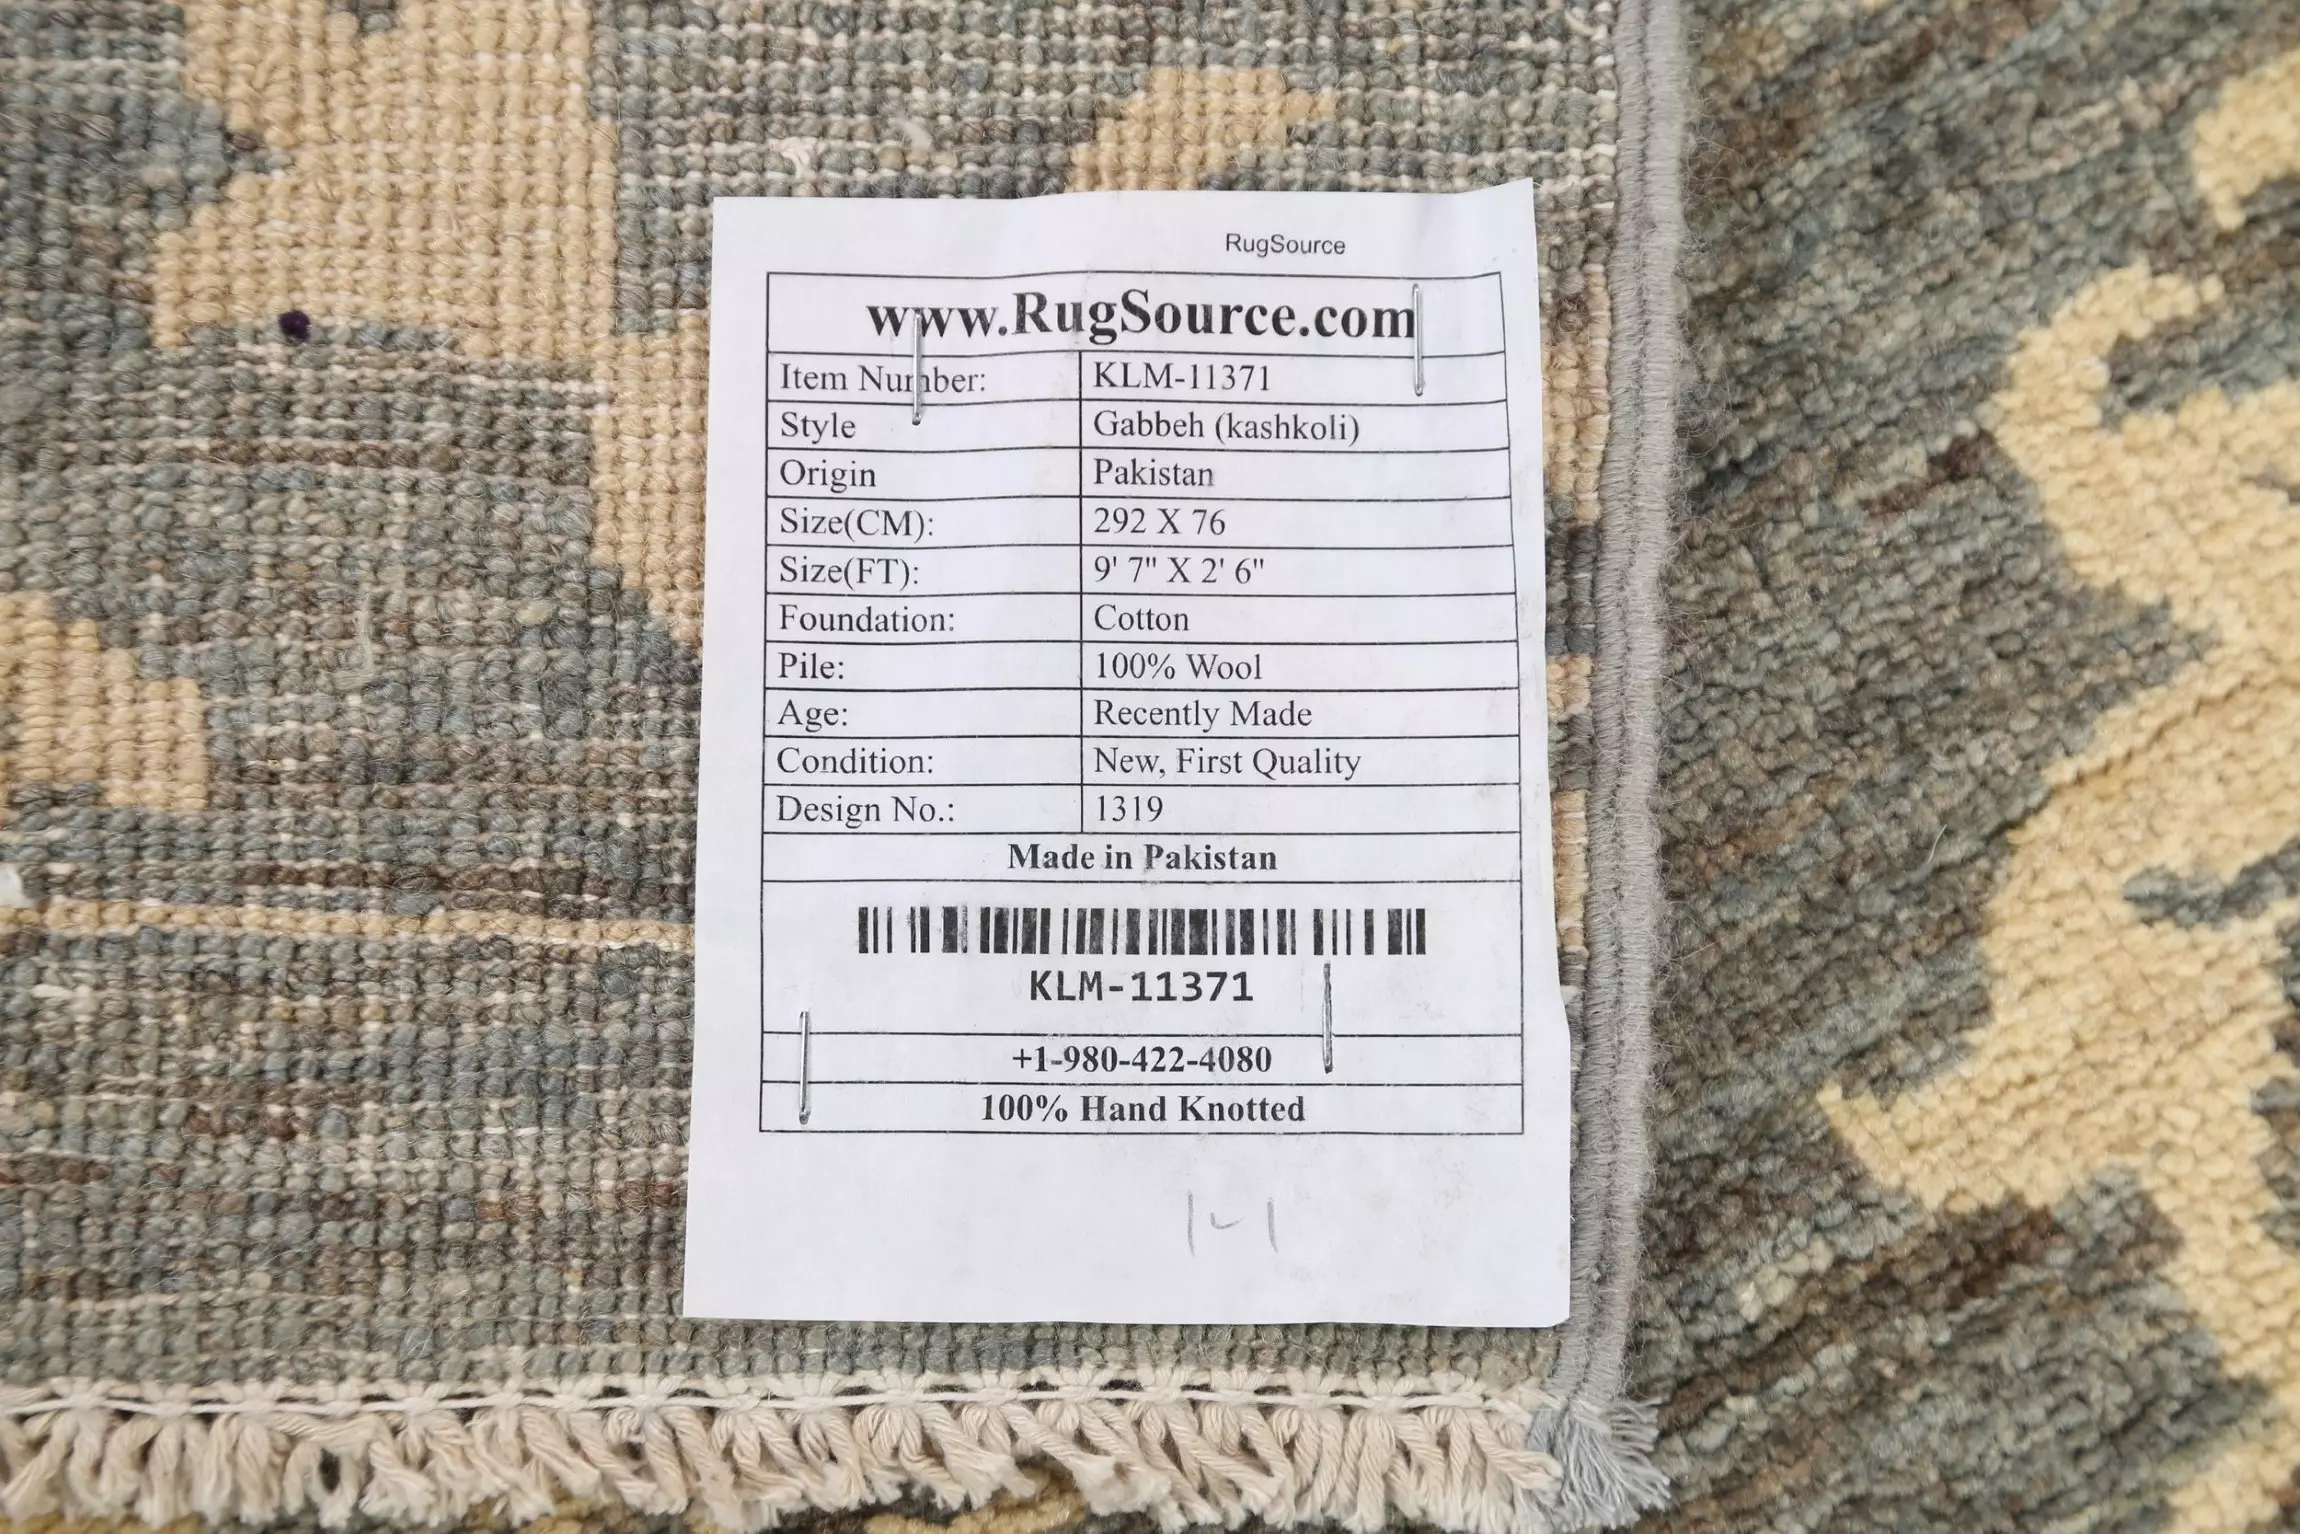 RugSource
www.RugSource.com
Item Number: KLM-11371
Style Gabbeh (kashkoli)
Origin Pakistan
Size(CM): 292 X 76
Size(FT): 9' 7" X 2' 6"
Foundation: Cotton
Pile: 100% Wool
Age: Recently Made
Condition: New, First Quality
Design No.: 1319
Made in Pakistan
KLM-11371
+1-980-422-4080
100% Hand Knotted